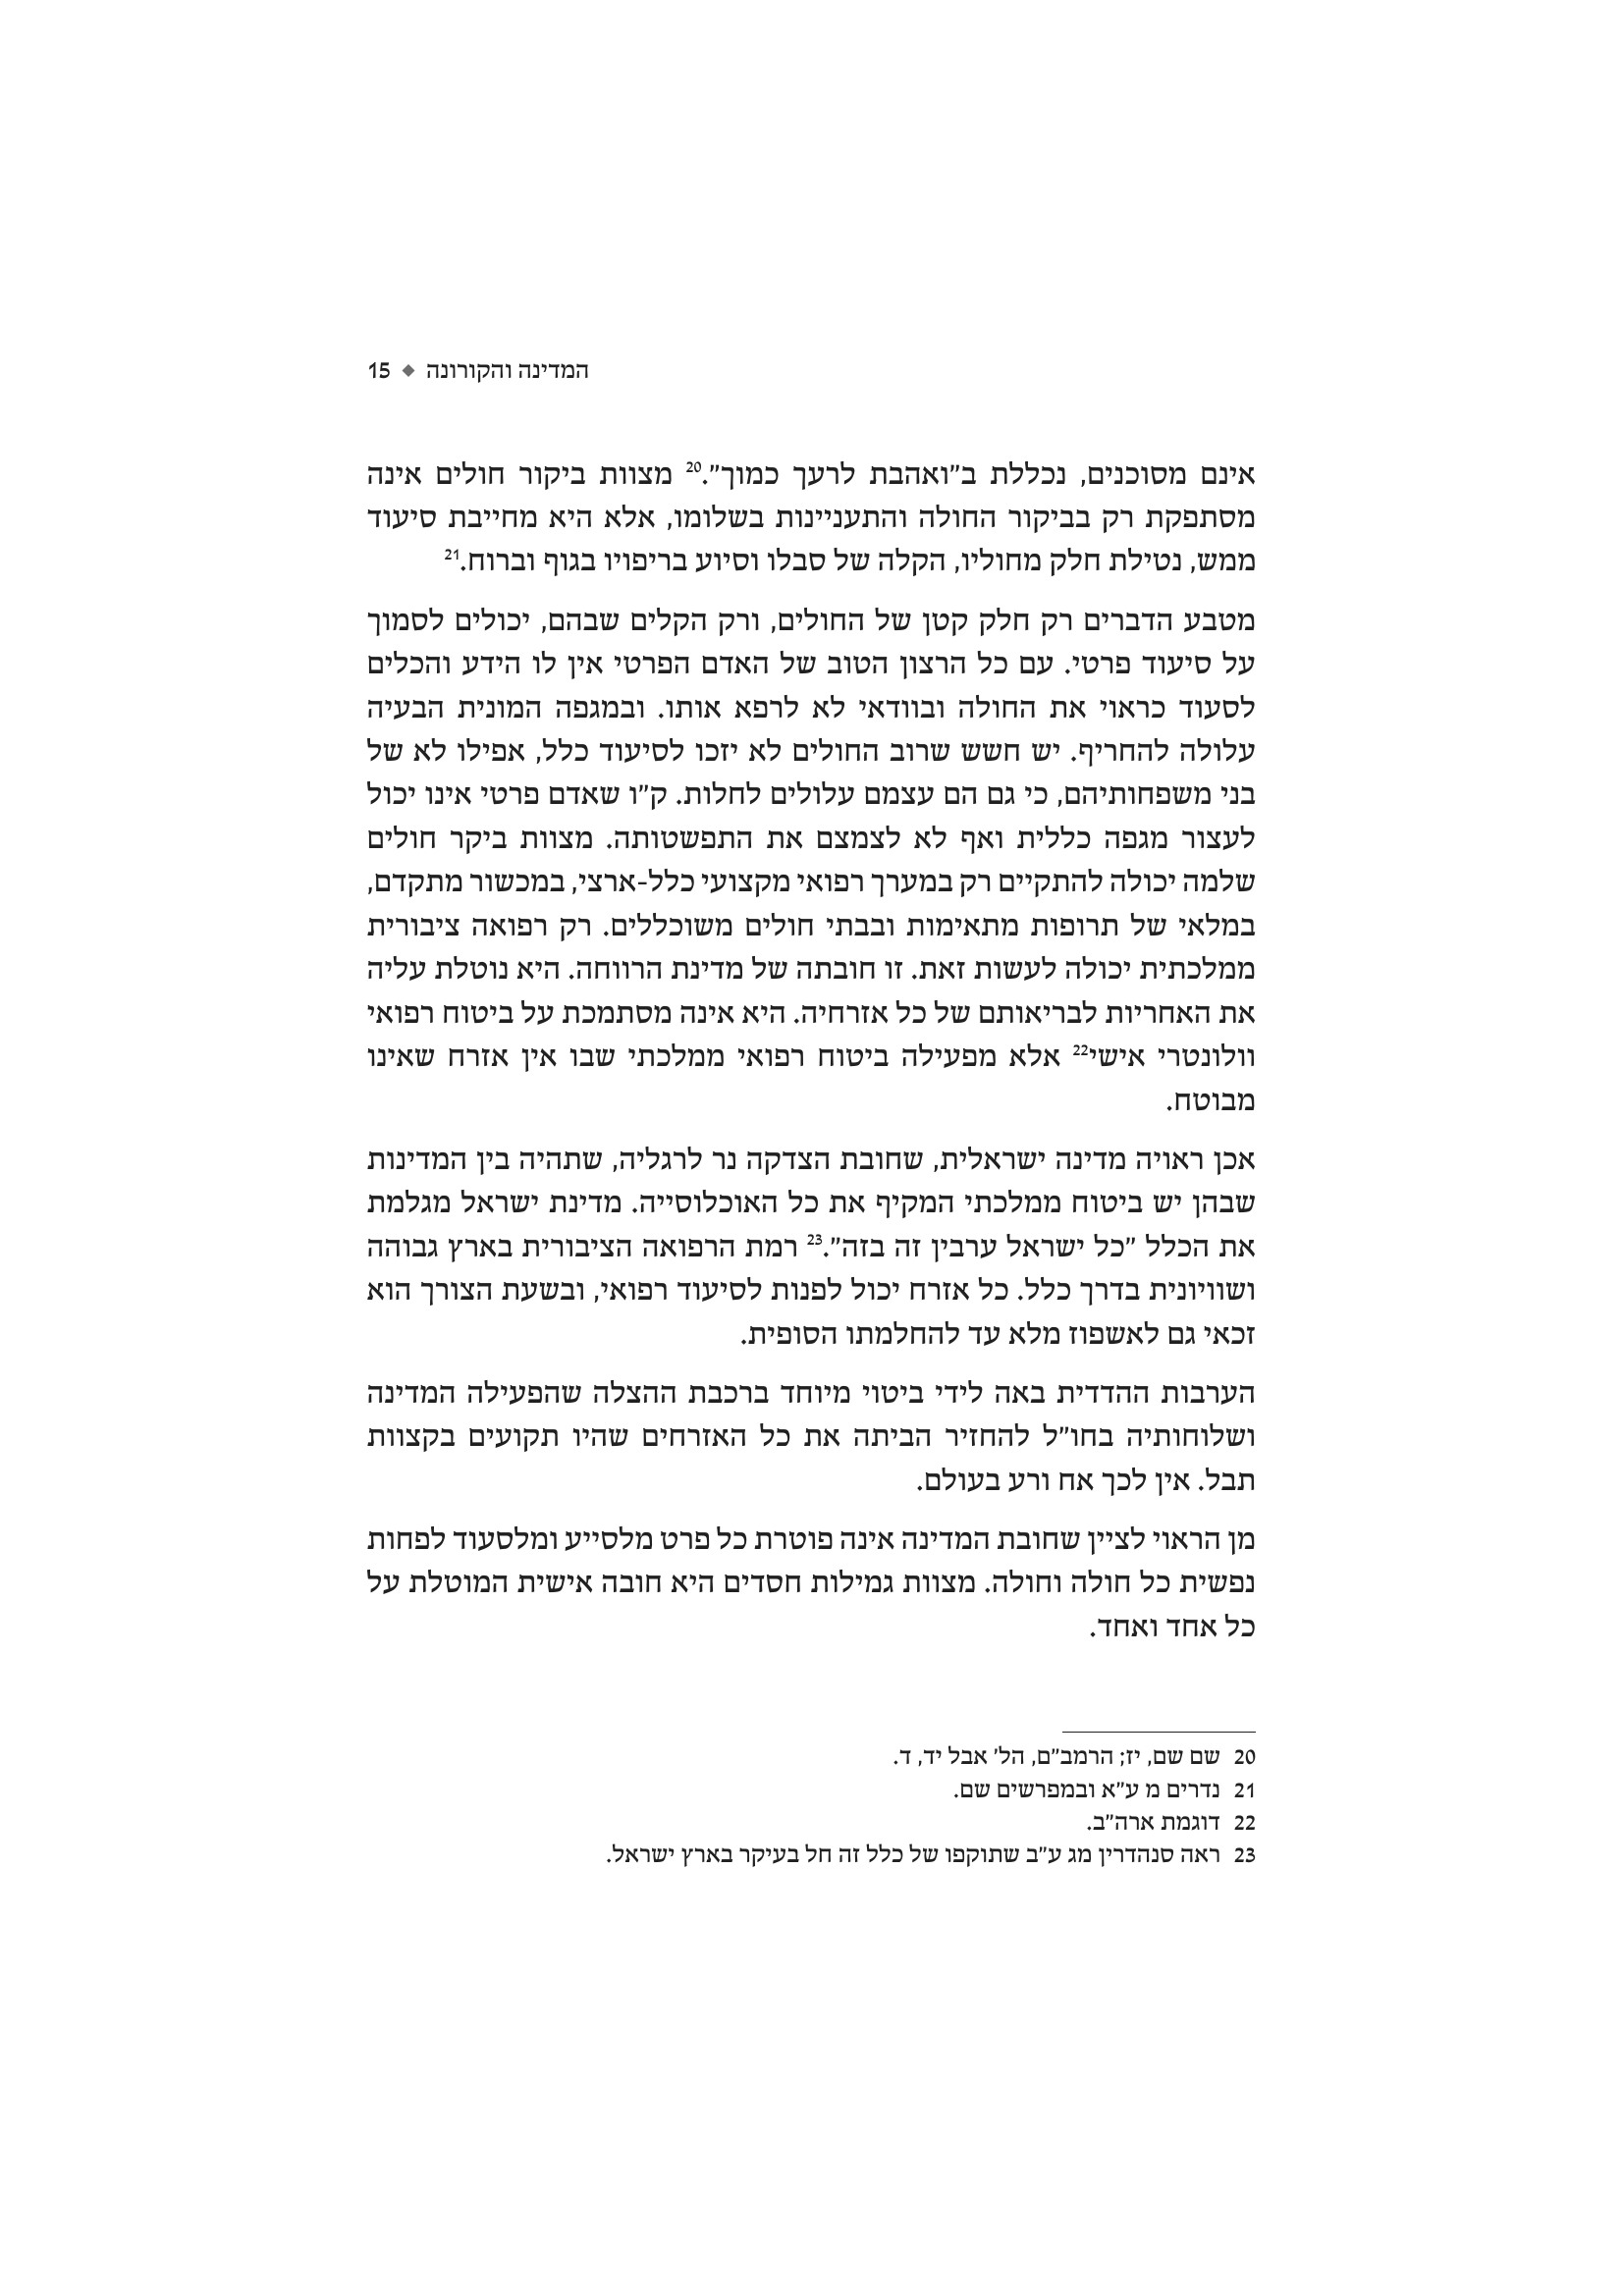 המדינה והקורונה ◆ 15
אינם מסוכנים, נכללת ב"ואהבת לרעך כמוך".20 מצוות ביקור חולים אינה
מסתפקת רק בביקור החולה והתעניינות בשלומו, אלא היא מחייבת סיעוד
ממש, נטילת חלק מחוליו, הקלה של סבלו וסיוע בריפויו בגוף וברוח.21
מטבע הדברים רק חלק קטן של החולים, ורק הקלים שבהם, יכולים לסמוך
על סיעוד פרטי. עם כל הרצון הטוב של האדם הפרטי אין לו הידע והכלים
לסעוד כראוי את החולה ובוודאי לא לרפא אותו. ובמגפה המונית הבעיה
עלולה להחריף. יש חשש שרוב החולים לא יזכו לסיעוד כלל, אפילו לא של
בני משפחותיהם, כי גם הם עצמם עלולים לחלות. ק"ו שאדם פרטי אינו יכול
לעצור מגפה כללית ואף לא לצמצם את התפשטותה. מצוות ביקר חולים
שלמה יכולה להתקיים רק במערך רפואי מקצועי כלל-ארצי, במכשור מתקדם,
במלאי של תרופות מתאימות ובבתי חולים משוכללים. רק רפואה ציבורית
ממלכתית יכולה לעשות זאת. זו חובתה של מדינת הרווחה. היא נוטלת עליה
את האחריות לבריאותם של כל אזרחיה. היא אינה מסתמכת על ביטוח רפואי
וולונטרי אישי22 אלא מפעילה ביטוח רפואי ממלכתי שבו אין אזרח שאינו
מבוטח.
אכן ראויה מדינה ישראלית, שחובת הצדקה נר לרגליה, שתהיה בין המדינות
שבהן יש ביטוח ממלכתי המקיף את כל האוכלוסייה. מדינת ישראל מגלמת
את הכלל "כל ישראל ערבין זה בזה".23 רמת הרפואה הציבורית בארץ גבוהה
ושוויונית בדרך כלל. כל אזרח יכול לפנות לסיעוד רפואי, ובשעת הצורך הוא
זכאי גם לאשפוז מלא עד להחלמתו הסופית.
הערבות ההדדית באה לידי ביטוי מיוחד ברכבת ההצלה שהפעילה המדינה
ושלוחותיה בחו"ל להחזיר הביתה את כל האזרחים שהיו תקועים בקצוות
תבל. אין לכך אח ורע בעולם.
מן הראוי לציין שחובת המדינה אינה פוטרת כל פרט מלסייע ומלסעוד לפחות
נפשית כל חולה וחולה. מצוות גמילות חסדים היא חובה אישית המוטלת על
כל אחד ואחד.
20 שם שם, יז; הרמב"ם, הל' אבל יד, ד.
21 נדרים מ ע"א ובמפרשים שם.
22 דוגמת ארה"ב.
23 ראה סנהדרין מג ע"ב שתוקפו של כלל זה חל בעיקר בארץ ישראל.